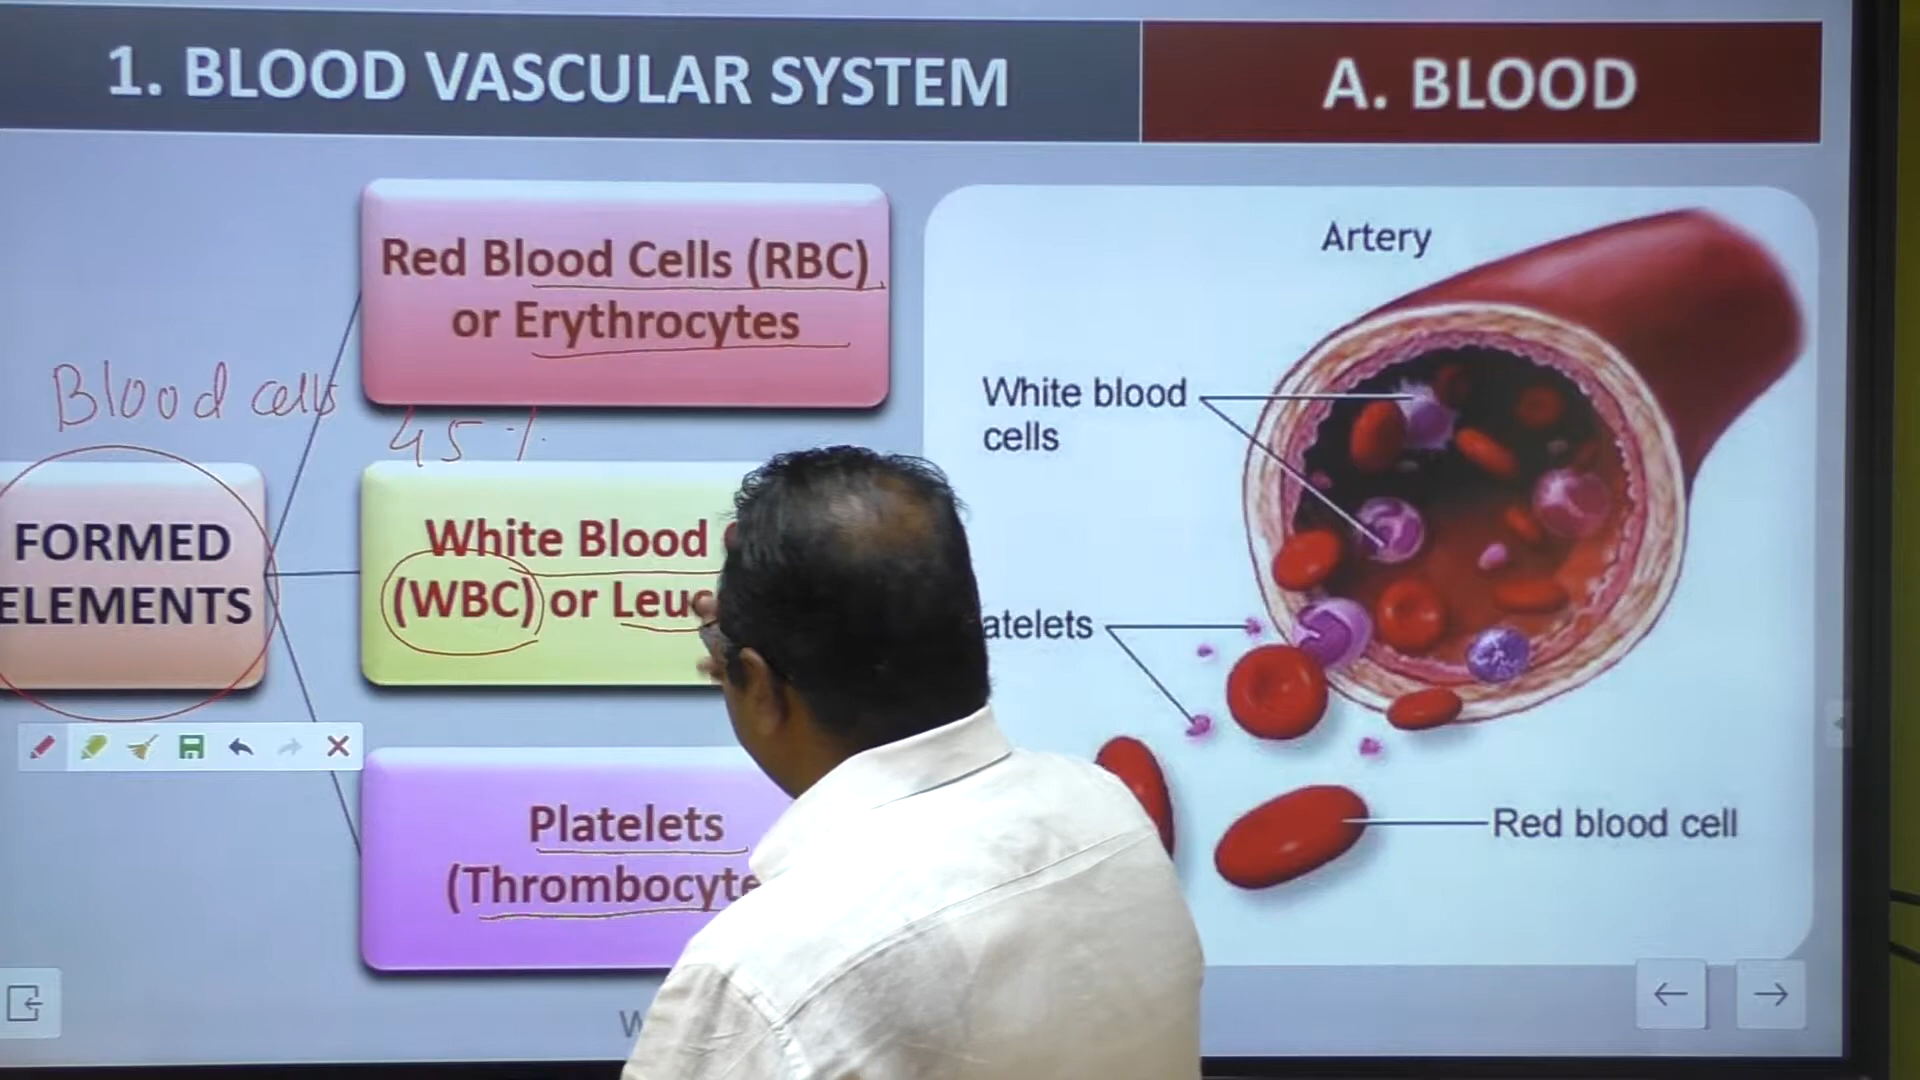 1. BLOOD VASCULAR SYSTEM
A. BLOOD
Red Blood Cells (RBC)
or Erythrocytes
Artery
Blood cells
45 %
White blood
cells
FORMED
ELEMENTS
White Blood
(WBC) or Leuc
atelets
Platelets
(Thrombocyte
Red blood cell
W